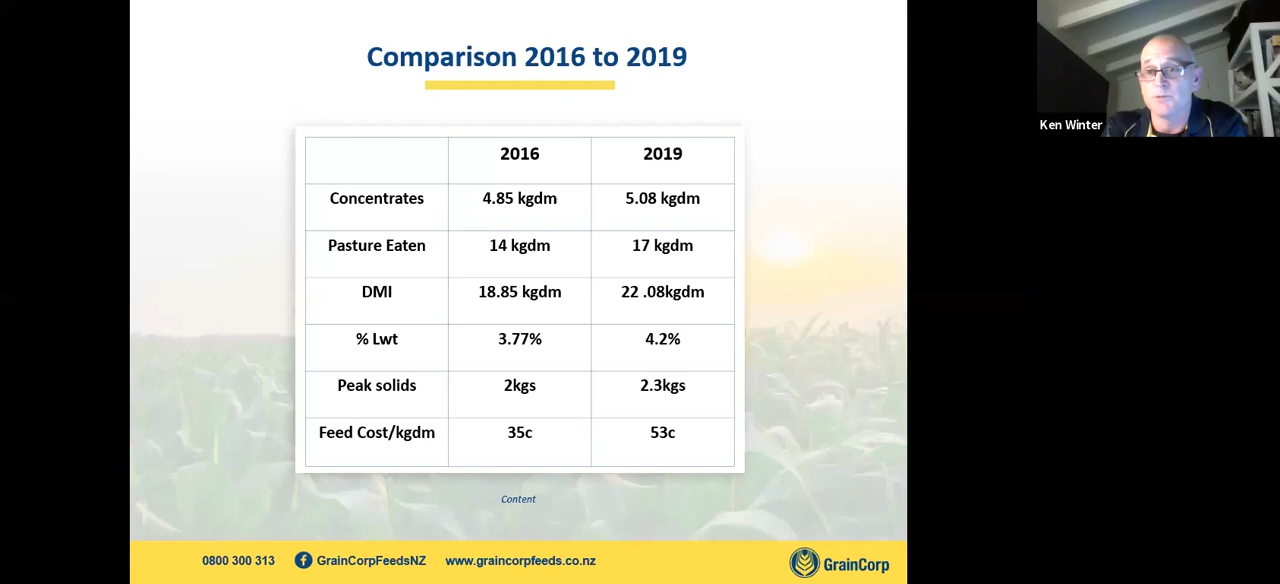 Comparison 2016 to 2019
Ken Winter
2016 2019
Concentrates 4.85 kgdm 5.08 kgdm
Pasture Eaten 14 kgdm 17 kgdm
DMI 18.85 kgdm 22 .08kgdm
% Lwt 3.77% 4.2%
Peak solids 2kgs 2.3kgs
Feed Cost/kgdm 35c 53c
Content
0800 300 313 f GrainCorpFeedsNZ www.graincorpfeeds.co.nz GrainCorp